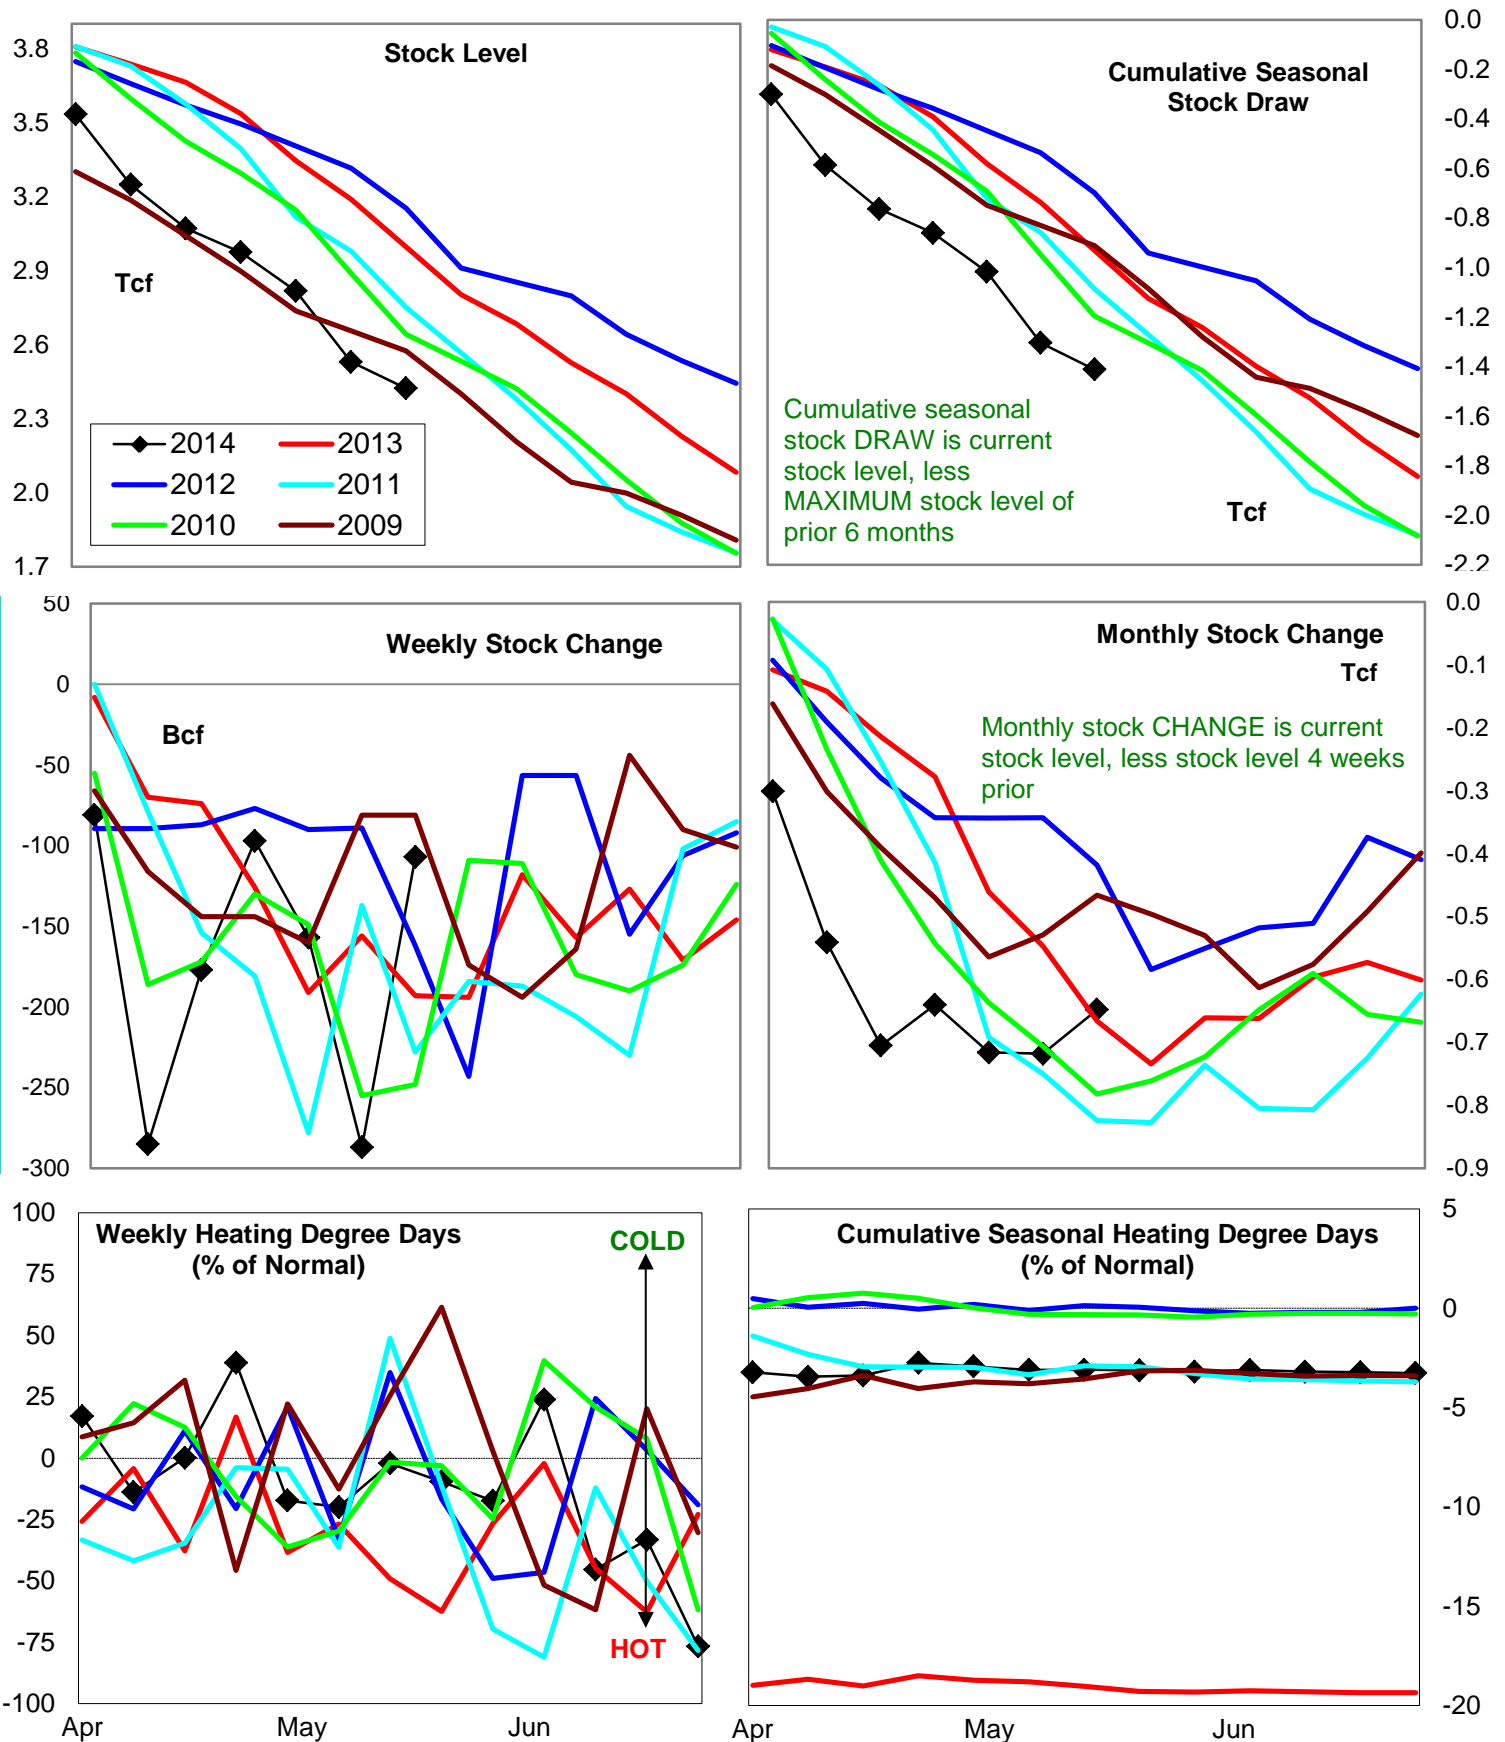 Stock Level
3.8
3.5
3.2
2.9
2.6
2.3
2.0
1.7
Tcf
2014
2013
2012
2011
2010
2009
Cumulative Seasonal
Stock Draw
0.0
-0.2
-0.4
-0.6
-0.8
-1.0
-1.2
-1.4
-1.6
-1.8
-2.0
-2.2
Cumulative seasonal
stock DRAW is current
stock level, less
MAXIMUM stock level of
prior 6 months
Tcf
Weekly Stock Change
50
0
-50
-100
-150
-200
-250
-300
Bcf
Monthly Stock Change
Tcf
0.0
-0.1
-0.2
-0.3
-0.4
-0.5
-0.6
-0.7
-0.8
-0.9
Monthly stock CHANGE is current
stock level, less stock level 4 weeks
prior
Weekly Heating Degree Days
(% of Normal)
100
75
50
25
0
-25
-50
-75
-100
COLD
HOT
Apr
May
Jun
Cumulative Seasonal Heating Degree Days
(% of Normal)
5
0
-5
-10
-15
-20
Apr
May
Jun